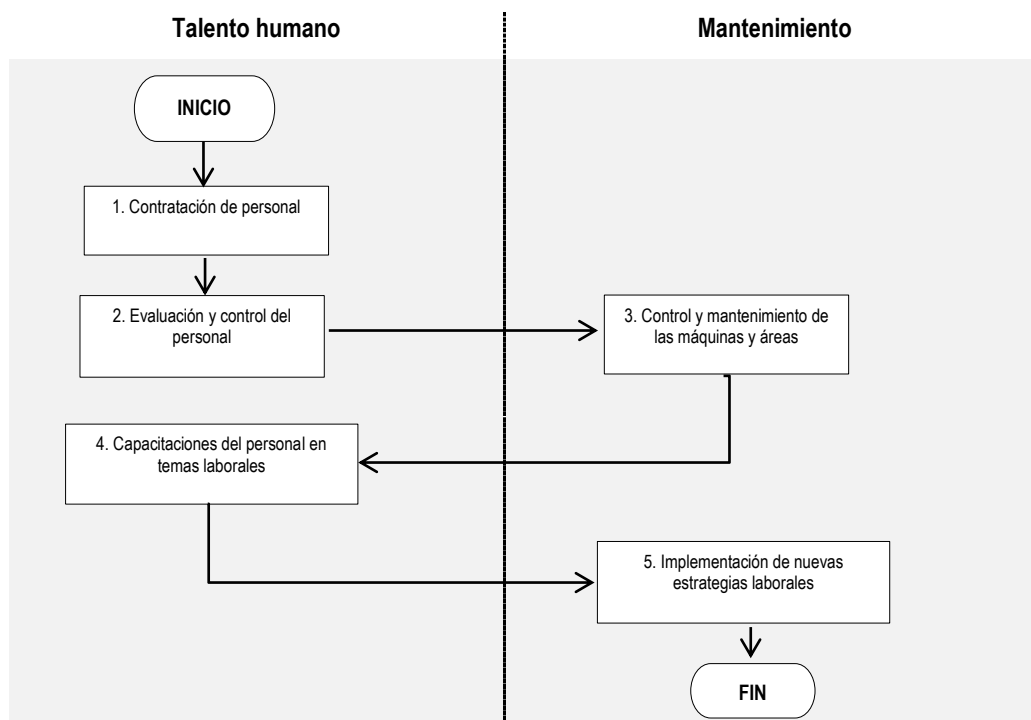 Talento humano
Mantenimiento
INICIO
1. Contratación de personal
2. Evaluación y control del
personal
3. Control y mantenimiento de
las máquinas y áreas
4. Capacitaciones del personal en
temas laborales
5. Implementación de nuevas
estrategias laborales
FIN